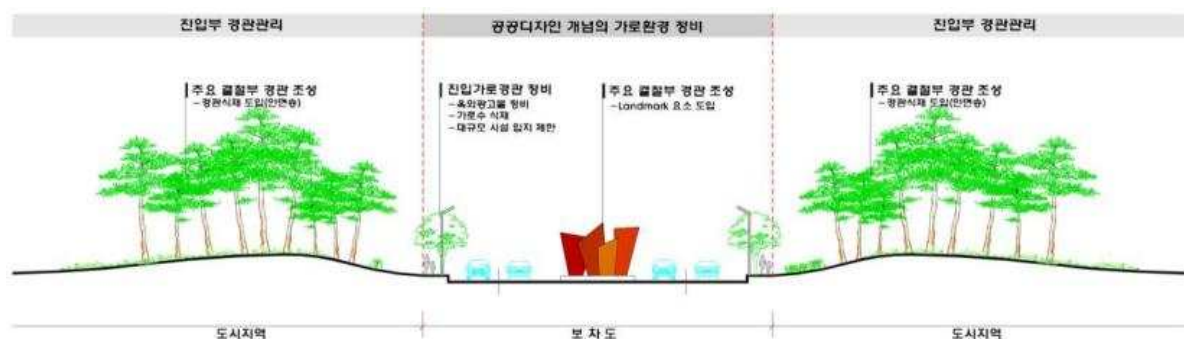 진입부 경관관리
공공디자인 개념의 가로환경 정비
진입부 경관관리
주요 결절부 경관 조성
-경관식재 도입(안면송)
진입가로경관 정비
-옥외광고물 정비
-가로수 식재
-대규모 시설 입지 제한
주요 결절부 경관 조성
-Landmark 요소 도입
주요 결절부 경관 조성
-경관식재 도입(안면송)
도시지역
보 차 도
도시지역